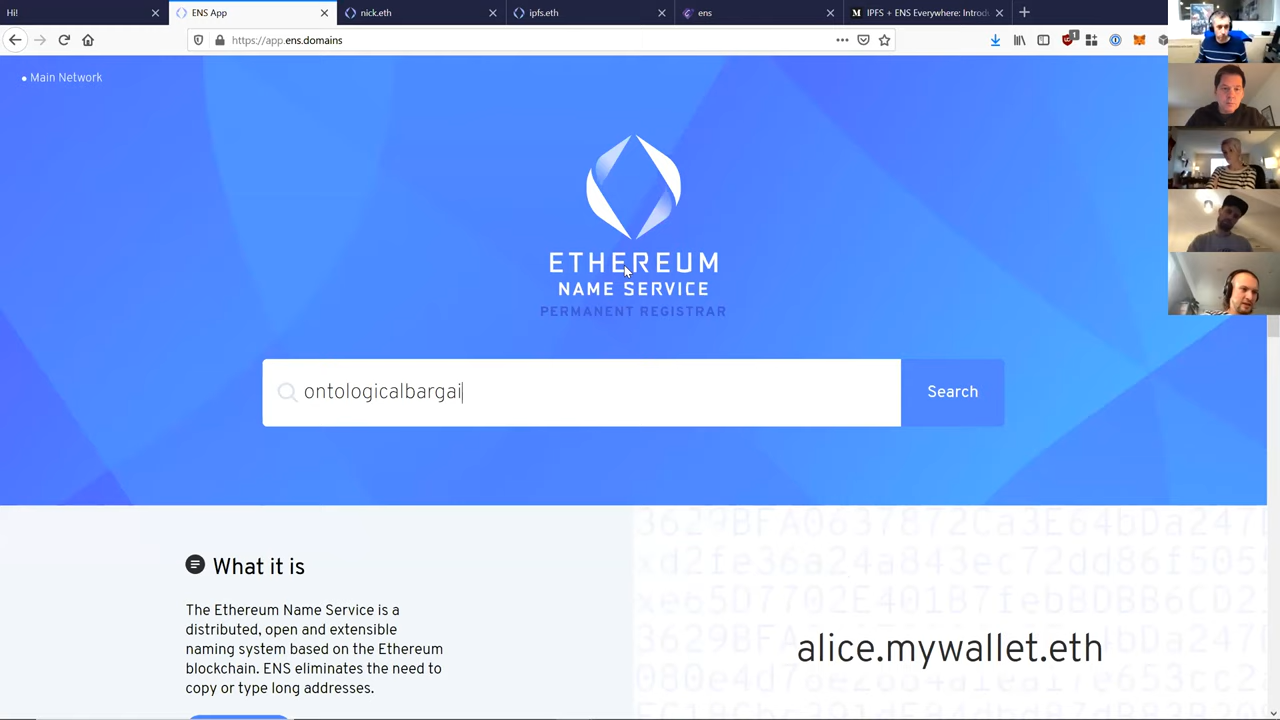 Hi!
ENS App
nick.eth
ipfs.eth
ens
IPFS + ENS Everywhere: Introdu
https://app.ens.domains
1
Main Network
ETHEREUM
NAME SERVICE
PERMANENT REGISTRAR
ontologicalbargai
Search
What it is
The Ethereum Name Service is a
distributed, open and extensible
naming system based on the Ethereum
blockchain. ENS eliminates the need to
copy or type long addresses.
alice.mywallet.eth